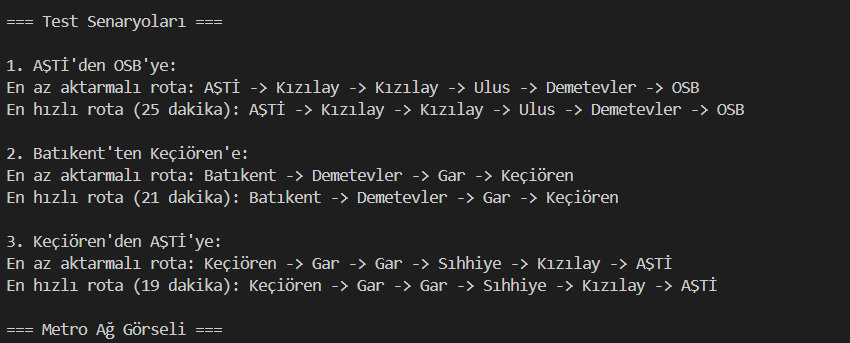 === Test Senaryoları ===
1. AŞTİ'den OSB'ye:
En az aktarmalı rota: AŞTİ -> Kızılay -> Kızılay -> Ulus -> Demetevler -> OSB
En hızlı rota (25 dakika): AŞTİ -> Kızılay -> Kızılay -> Ulus -> Demetevler -> OSB
2. Batıkent'ten Keçiören'e:
En az aktarmalı rota: Batıkent -> Demetevler -> Gar -> Keçiören
En hızlı rota (21 dakika): Batıkent -> Demetevler -> Gar -> Keçiören
3. Keçiören'den AŞTİ'ye:
En az aktarmalı rota: Keçiören -> Gar -> Gar -> Sıhhiye -> Kızılay -> AŞTİ
En hızlı rota (19 dakika): Keçiören -> Gar -> Gar -> Sıhhiye -> Kızılay -> AŞTİ
=== Metro Ağ Görseli ===